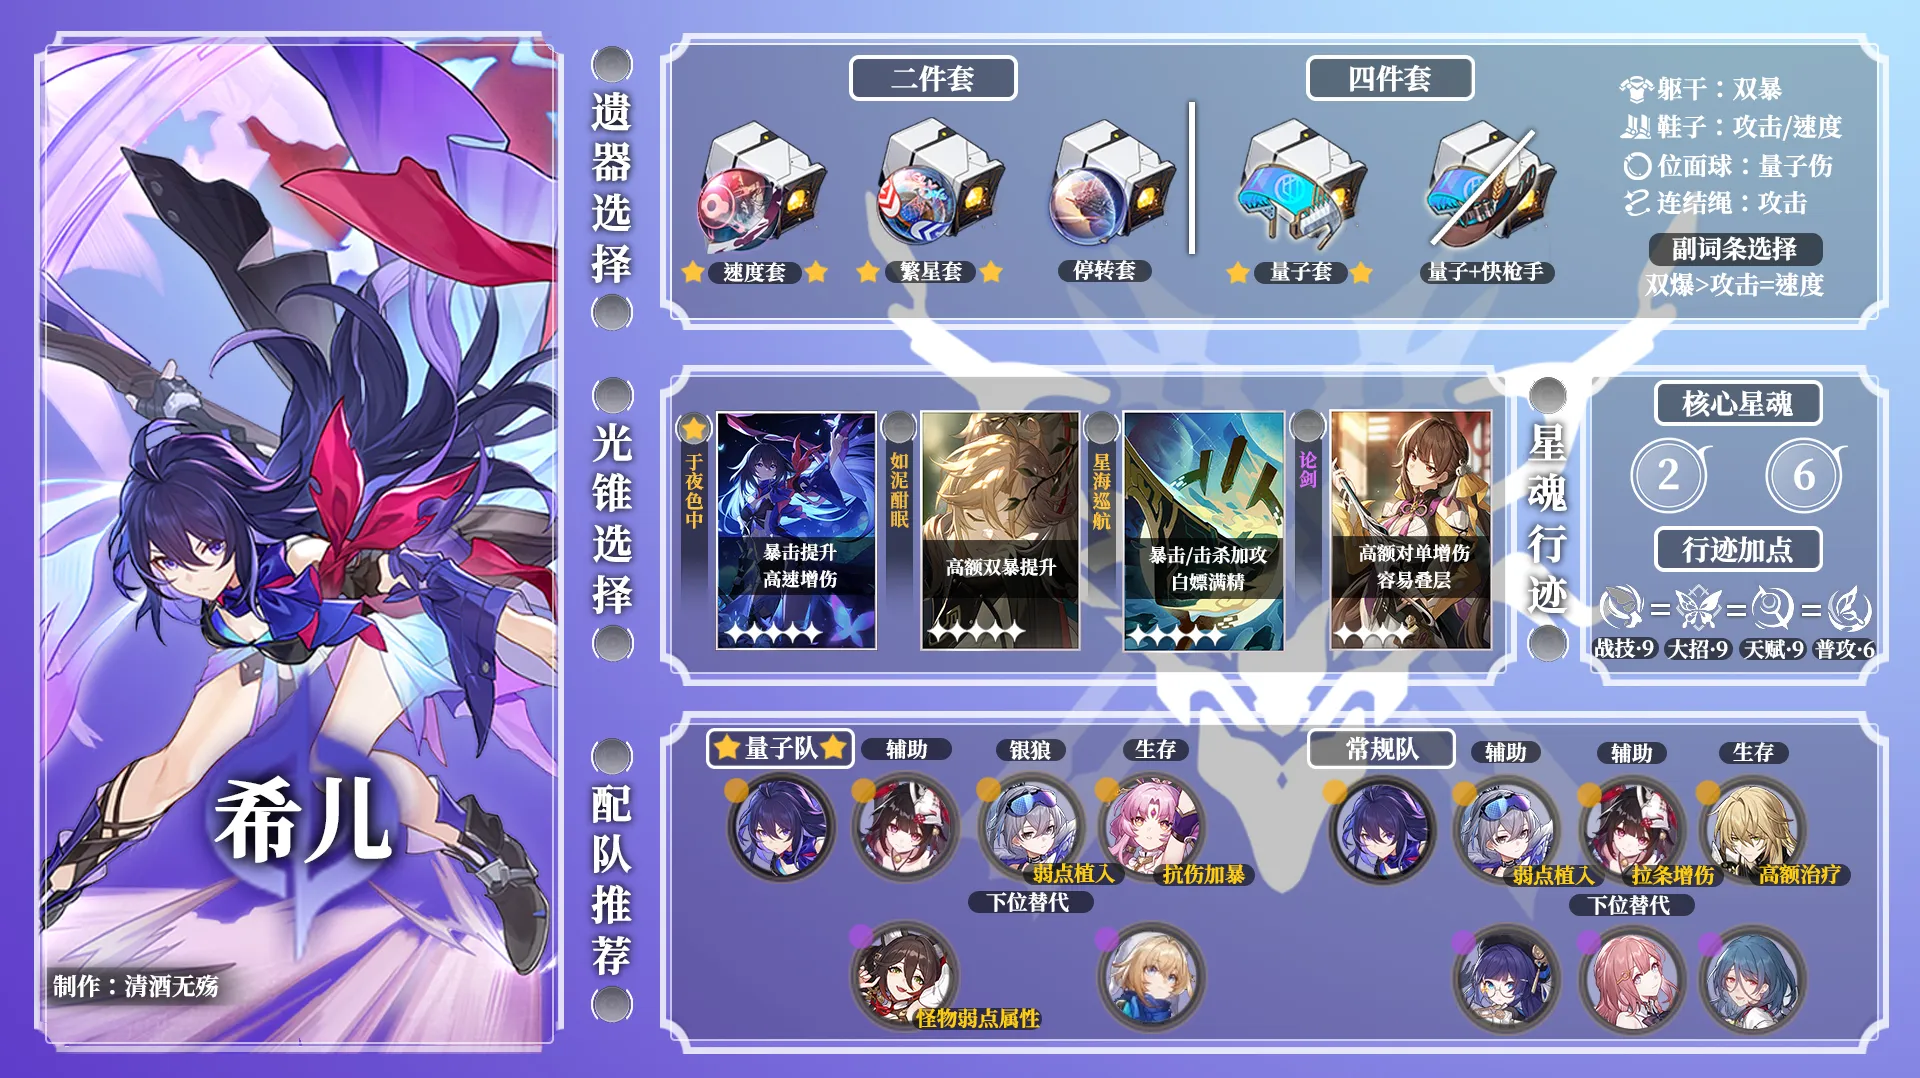 遗器选择
二件套
速度套
繁星套
停转套
四件套
量子套
量子+快枪手
躯干：双暴
鞋子：攻击/速度
位面球：量子伤
连结绳：攻击
副词条选择
双爆>攻击=速度
光锥选择
于夜色中
暴击提升
高速增伤
如泥酣眠
高额双暴提升
星海巡航
暴击/击杀加攻
白嫖满精
论剑
高额对单增伤
容易叠层
星魂行迹
核心星魂
2
6
行迹加点
= = =
战技·9 大招·9 天赋·9 普攻·6
配队推荐
量子队
辅助
银狼
生存
弱点植入
抗伤加暴
下位替代
怪物弱点属性
常规队
辅助
辅助
生存
弱点植入
拉条增伤
高额治疗
下位替代
希儿
制作：清酒无殇